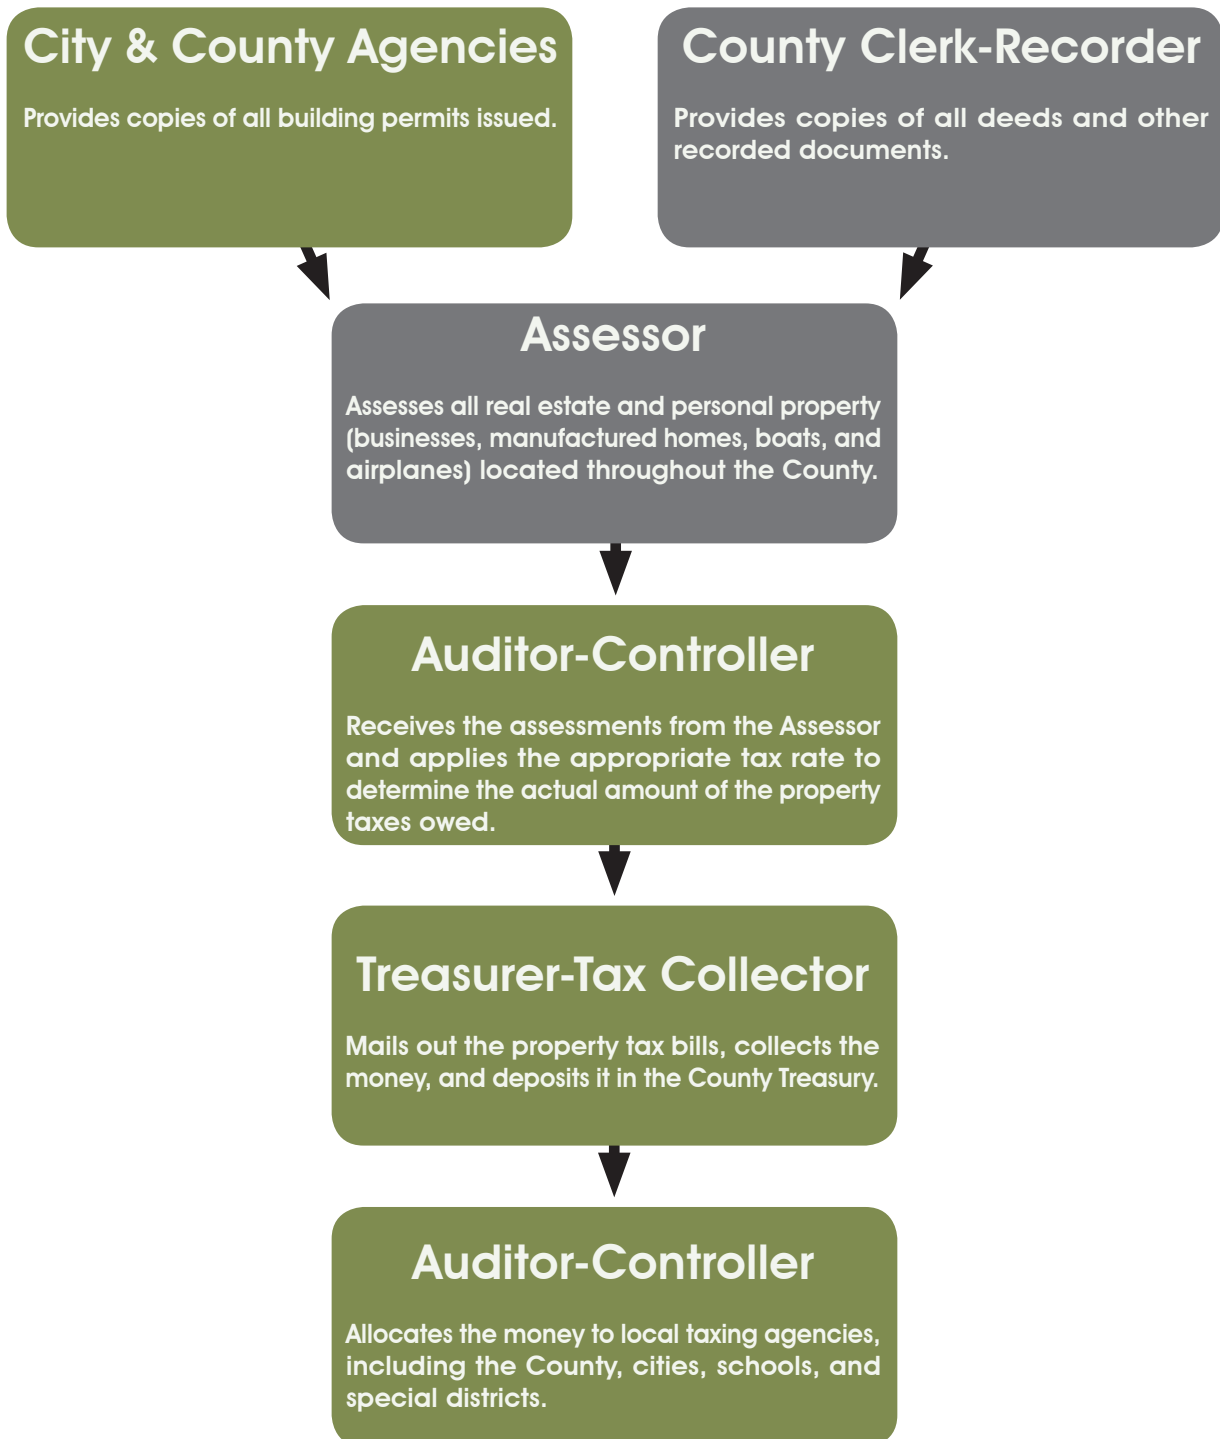 City & County Agencies
Provides copies of all building permits issued.
County Clerk-Recorder
Provides copies of all deeds and other
recorded documents.
Assessor
Assesses all real estate and personal property
(businesses, manufactured homes, boats, and
airplanes) located throughout the County.
Auditor-Controller
Receives the assessments from the Assessor
and applies the appropriate tax rate to
determine the actual amount of the property
taxes owed.
Treasurer-Tax Collector
Mails out the property tax bills, collects the
money, and deposits it in the County Treasury.
Auditor-Controller
Allocates the money to local taxing agencies,
including the County, cities, schools, and
special districts.